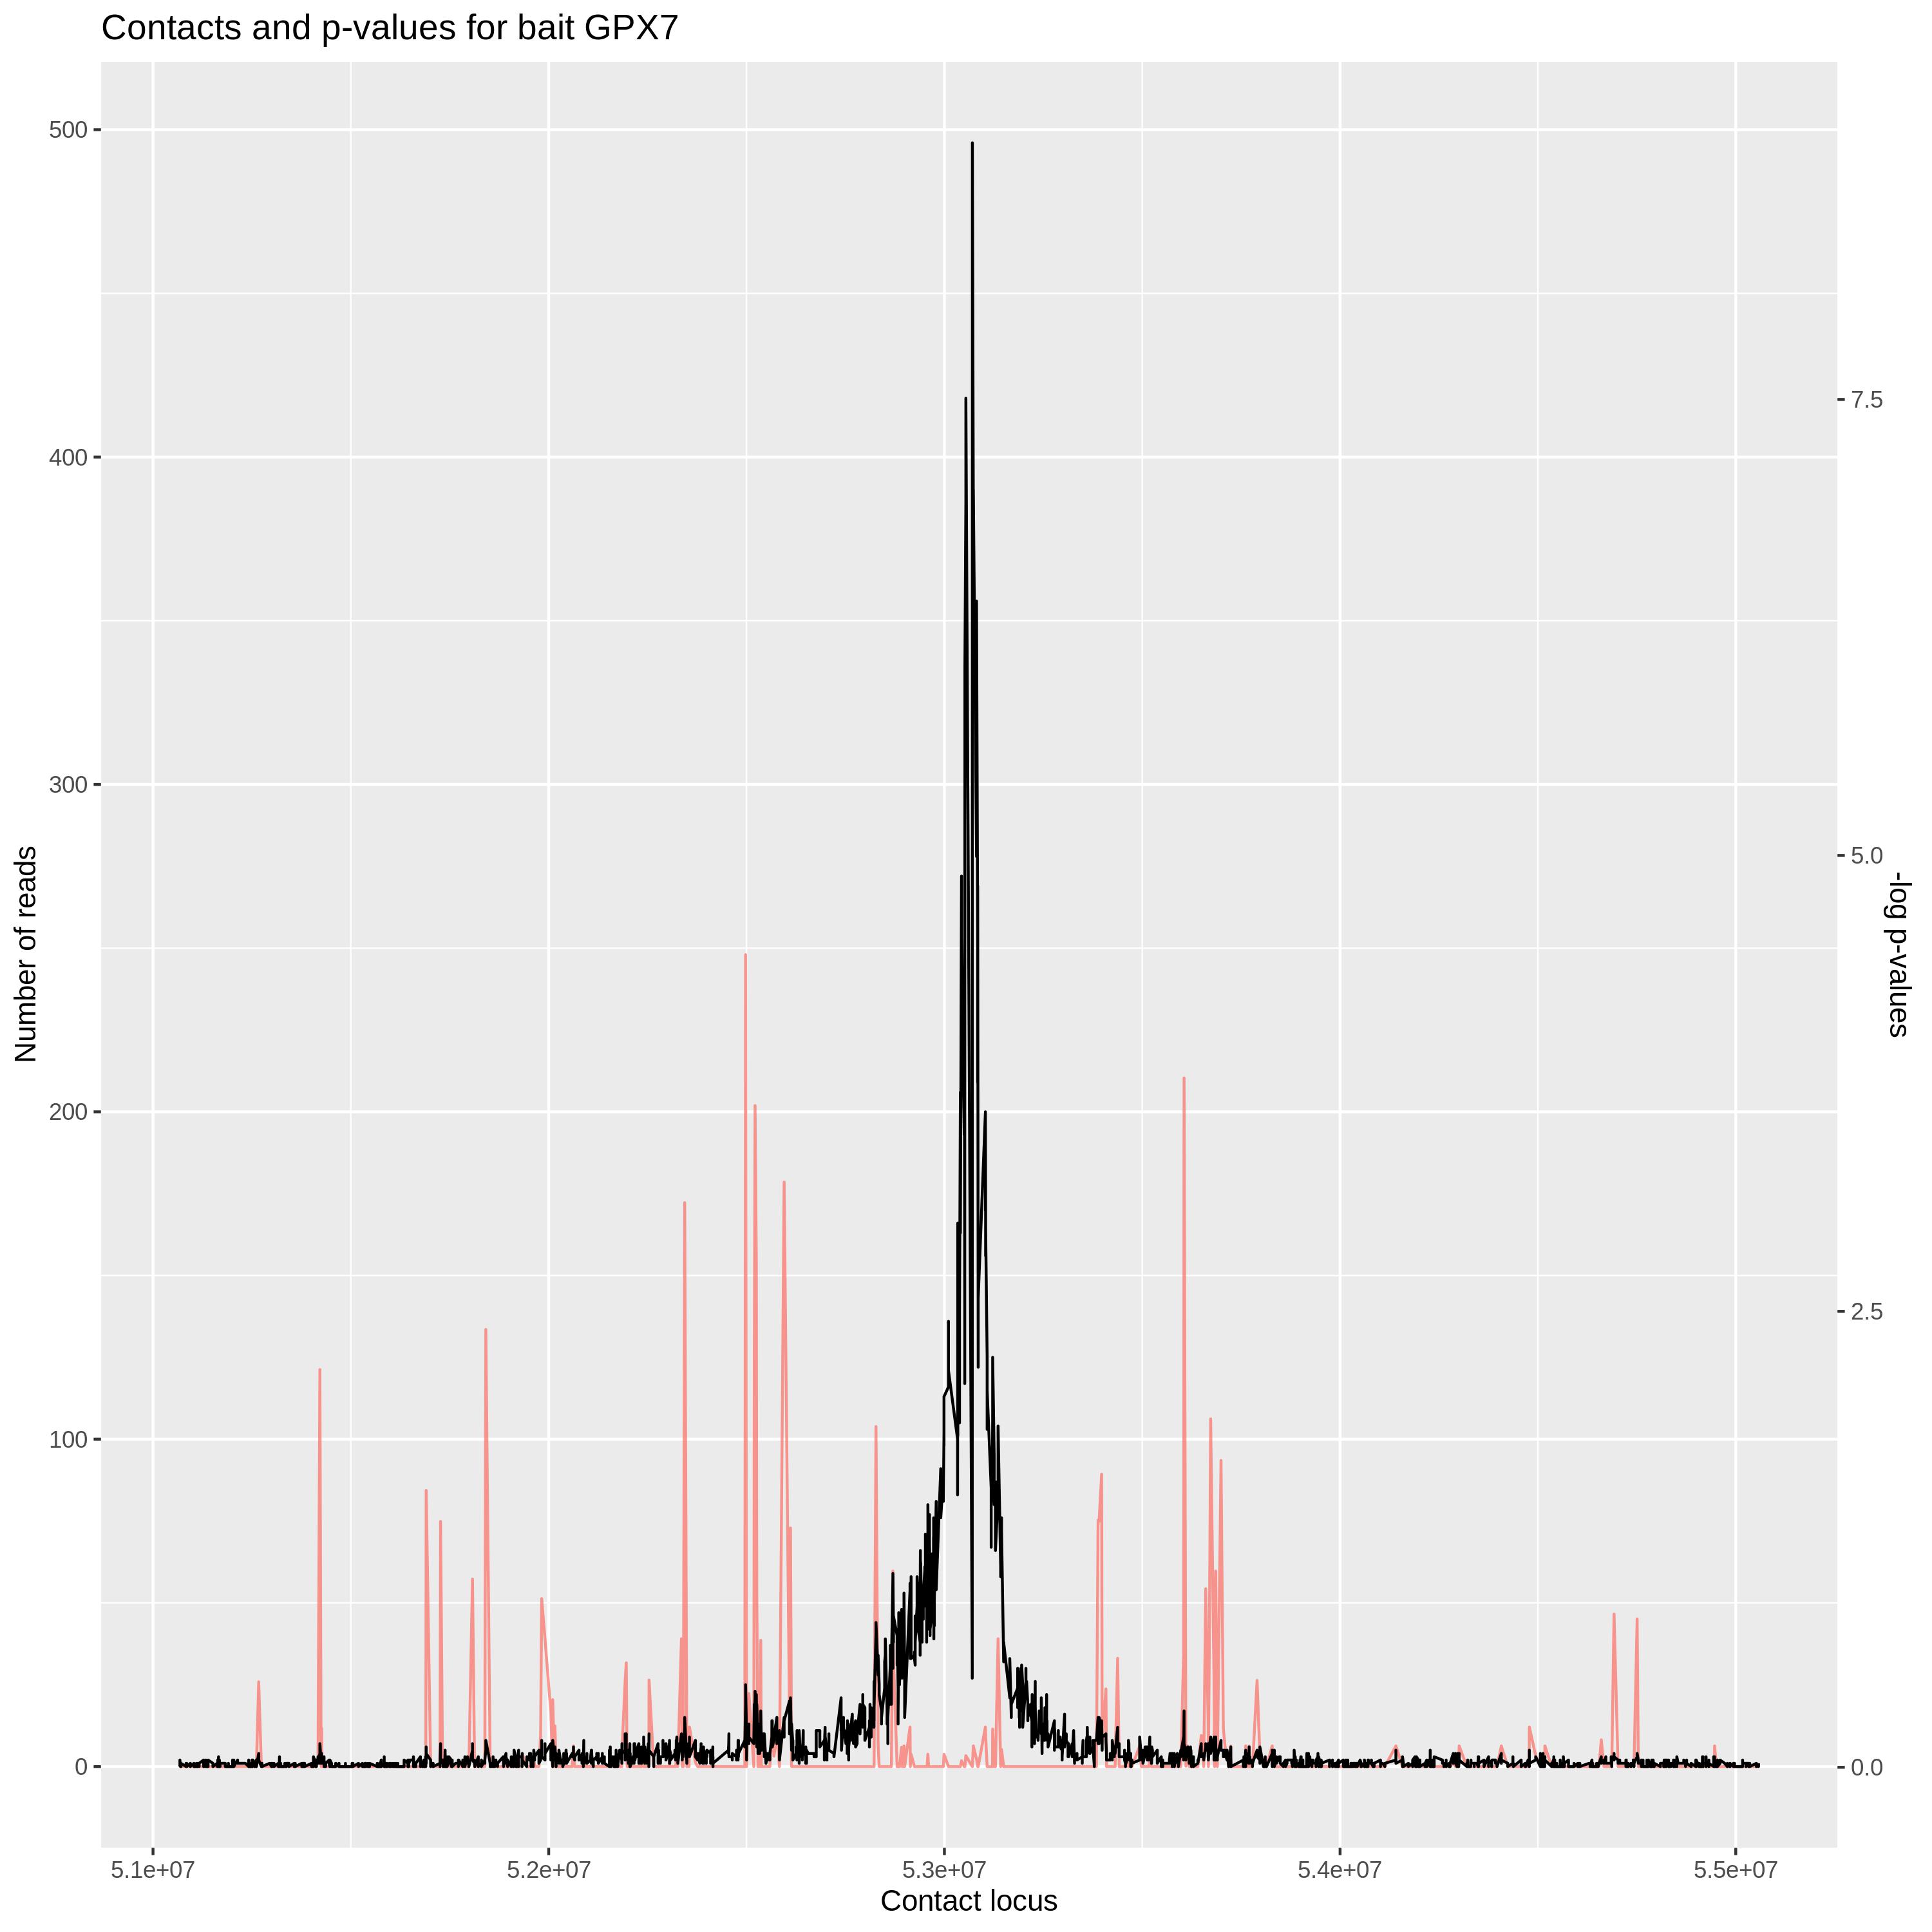 Contacts and p-values for bait GPX7
500
400
300
200
100
0
Number of reads
7.5
5.0
2.5
0.0
-log p-values
5.1e+07
5.2e+07
5.3e+07
5.4e+07
5.5e+07
Contact locus